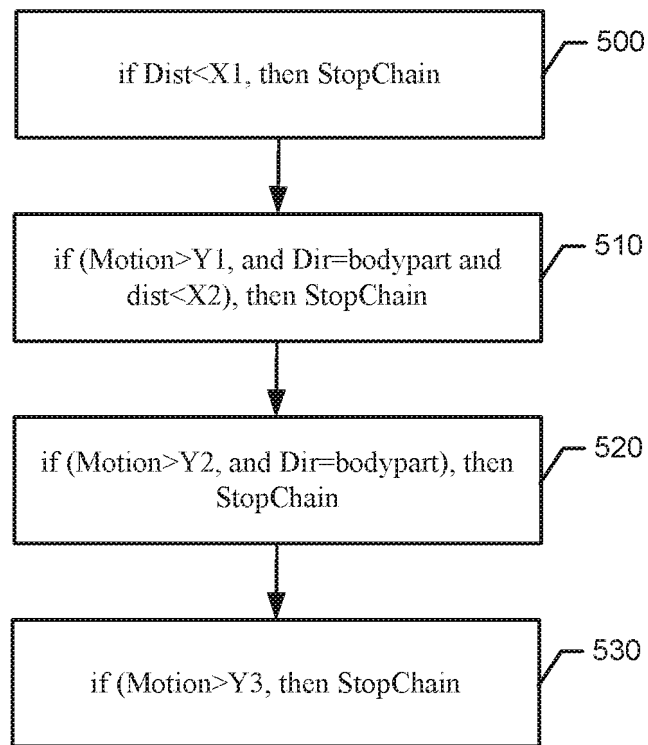 if Dist<X1, then StopChain
500
if (Motion>Y1, and Dir=bodypart and
dist<X2), then StopChain
510
if (Motion>Y2, and Dir=bodypart), then
StopChain
520
if (Motion>Y3, then StopChain
530